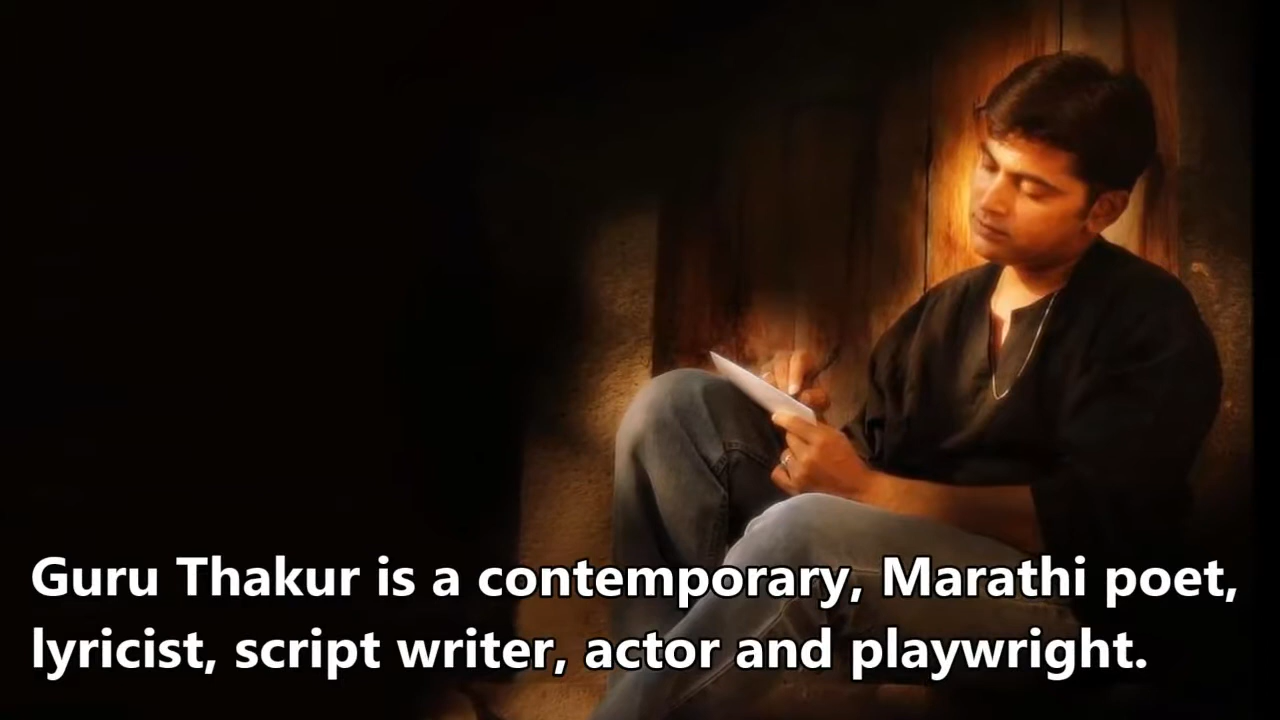 Guru Thakur is a contemporary, Marathi poet,
lyricist, script writer, actor and playwright.